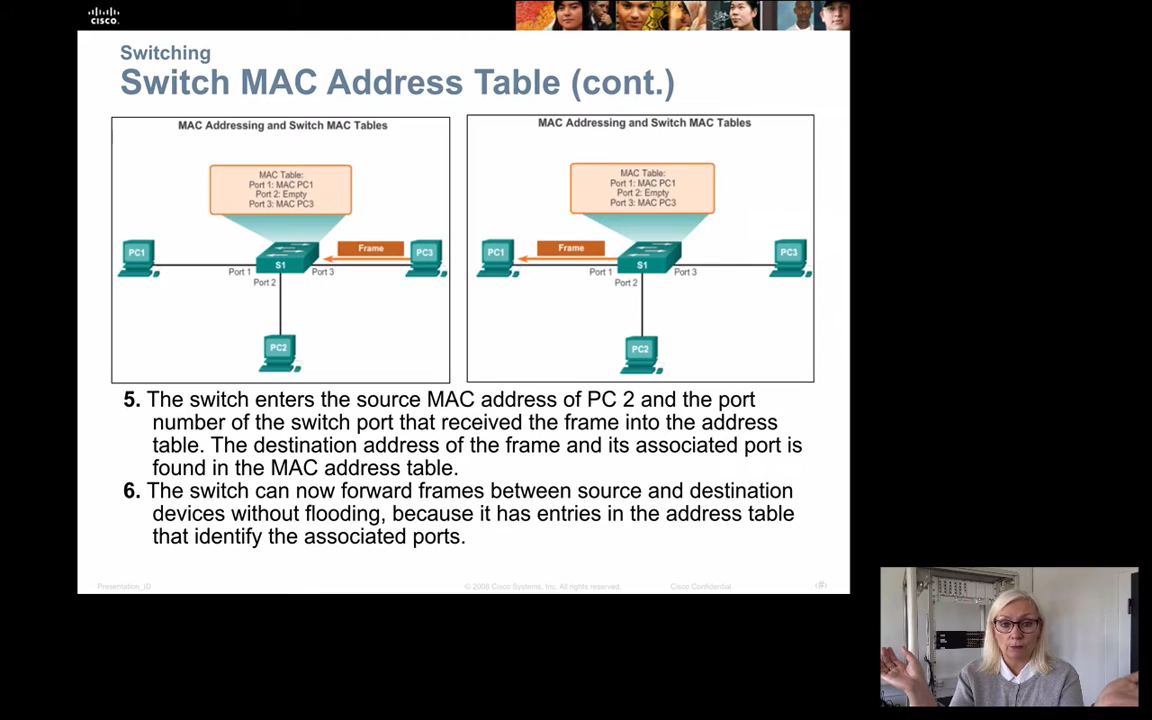 CISCO.
Switching
Switch MAC Address Table (cont.)
MAC Addressing and Switch MAC Tables
MAC Table:
Port 1: MAC PC1
Port 2: Empty
Port 3: MAC PC3
PC1
Frame
PC3
S1
Port 1
Port 3
Port 2
PC2
MAC Addressing and Switch MAC Tables
MAC Table:
Port 1: MAC PC1
Port 2: Empty
Port 3: MAC PC3
PC1
Frame
PC3
S1
Port 1
Port 3
Port 2
PC2
5. The switch enters the source MAC address of PC 2 and the port
number of the switch port that received the frame into the address
table. The destination address of the frame and its associated port is
found in the MAC address table.
6. The switch can now forward frames between source and destination
devices without flooding, because it has entries in the address table
that identify the associated ports.
Presentation_ID
© 2008 Cisco Systems, Inc. All rights reserved.
Cisco Confidential
‹#›